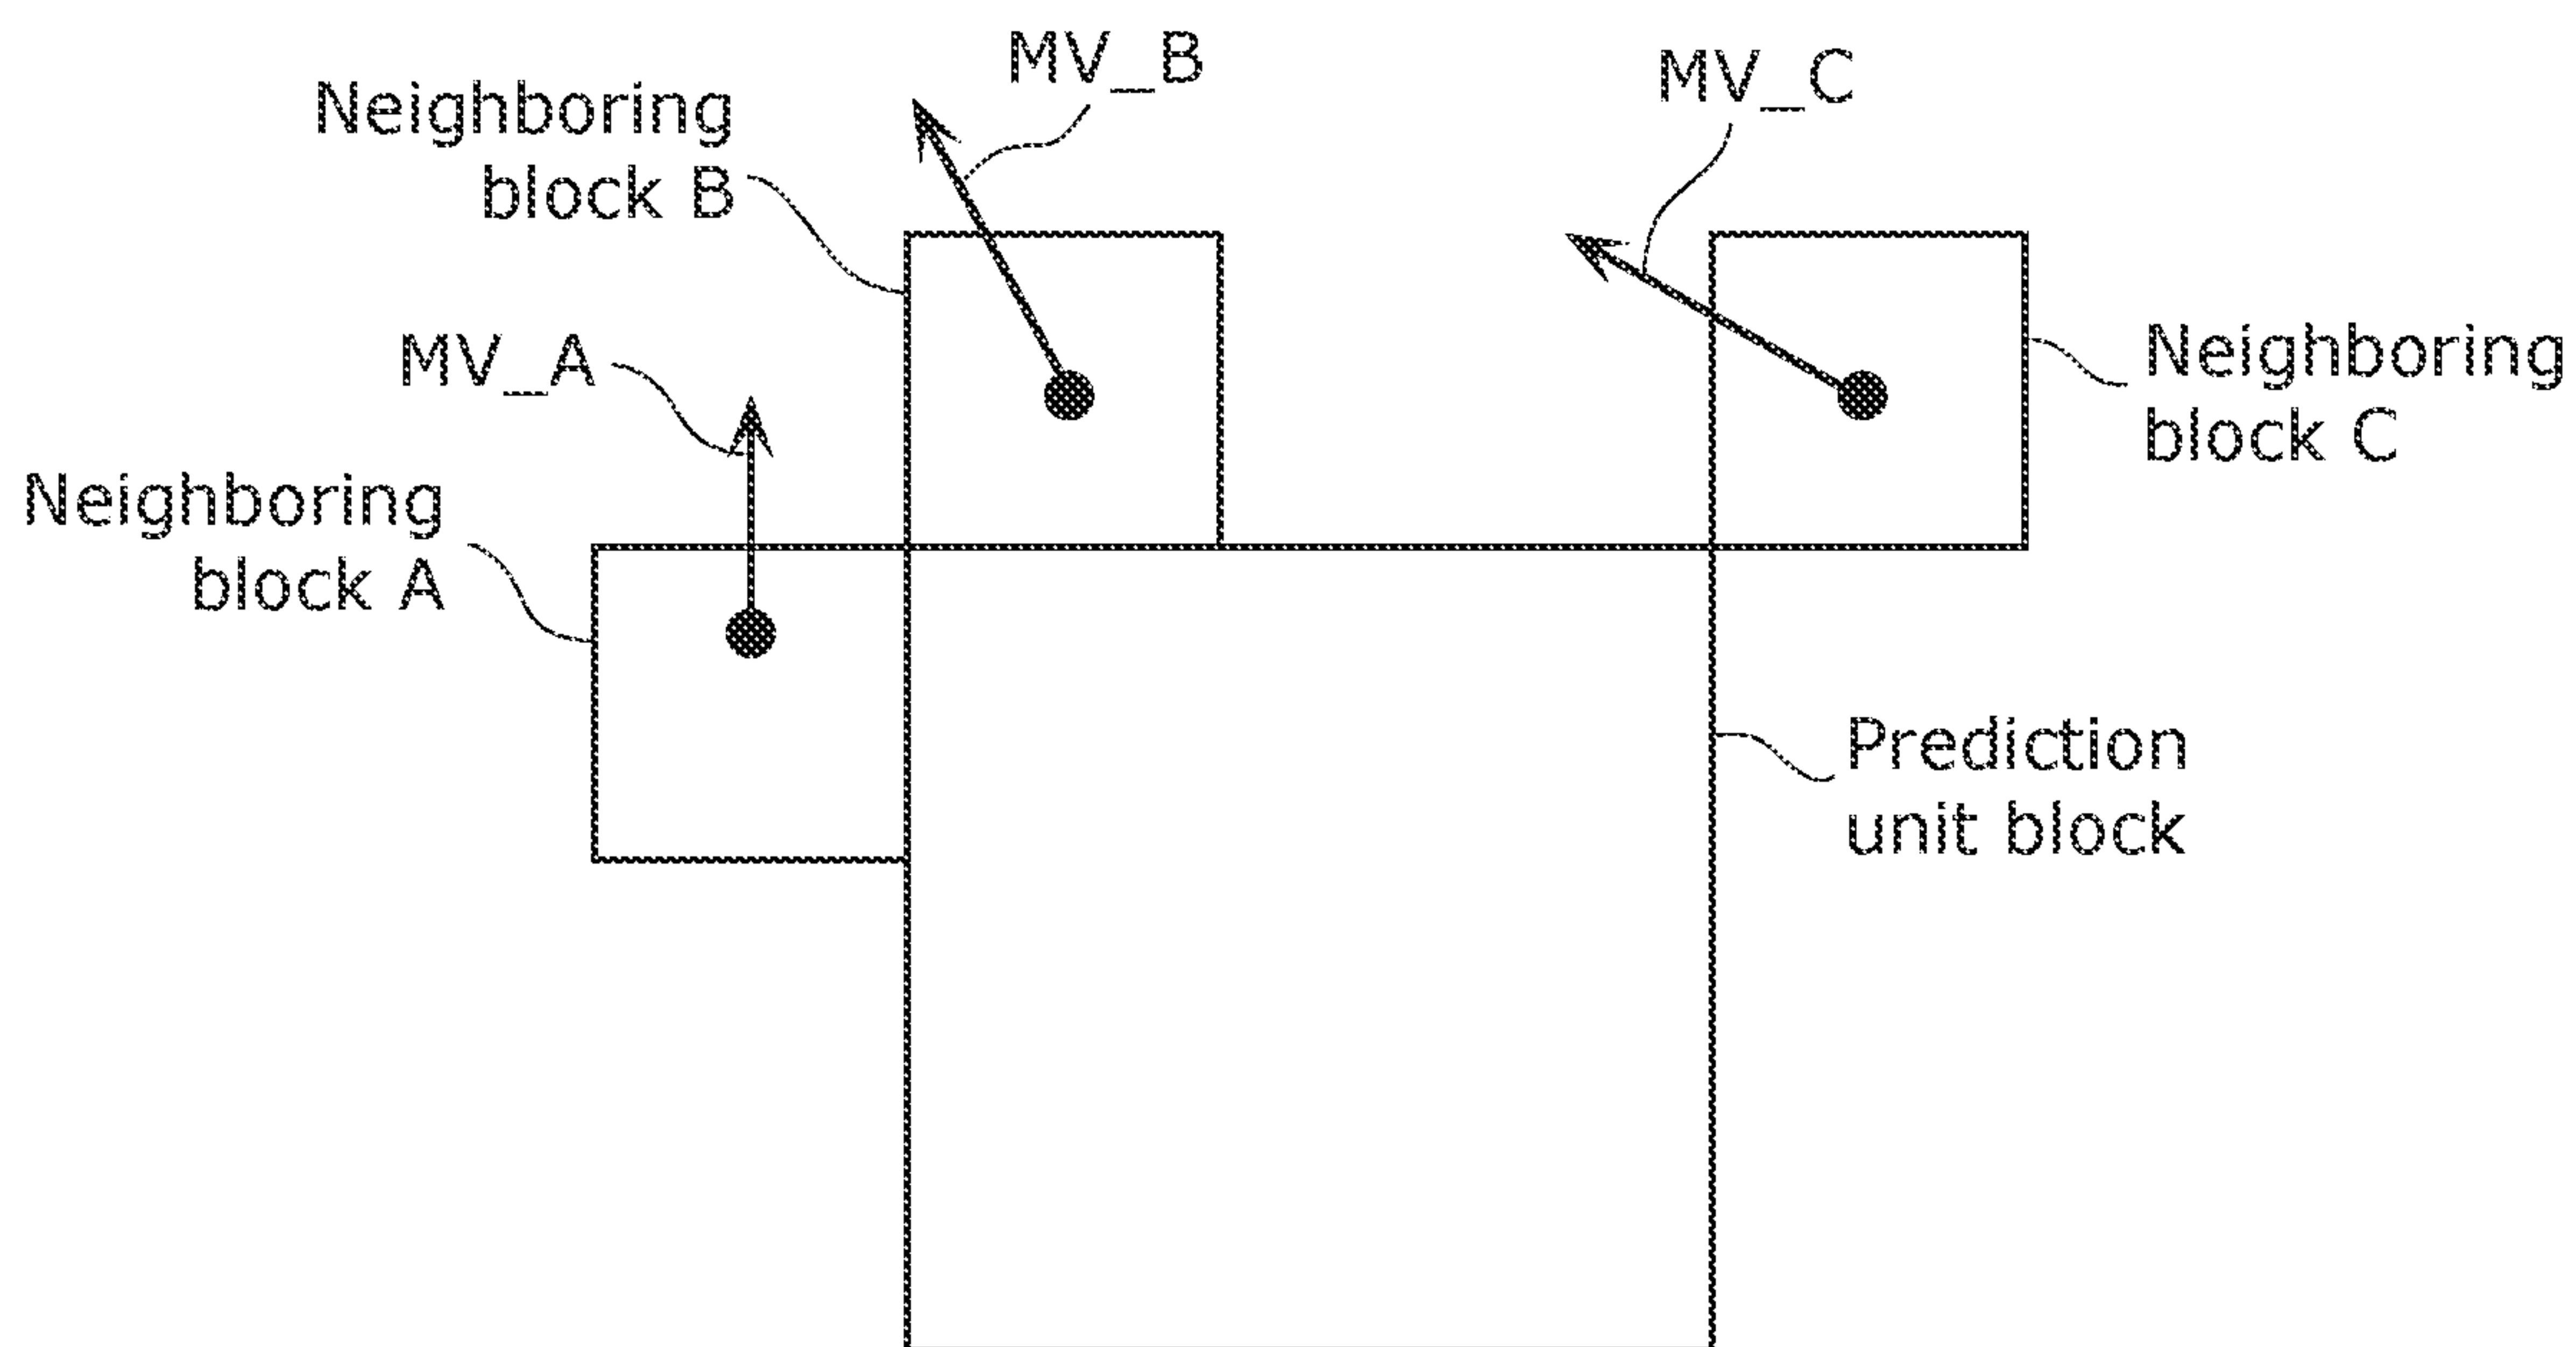 MV_B
MV_C
Neighboring
block B
MV_A
Neighboring
block C
Neighboring
block A
Prediction
unit block